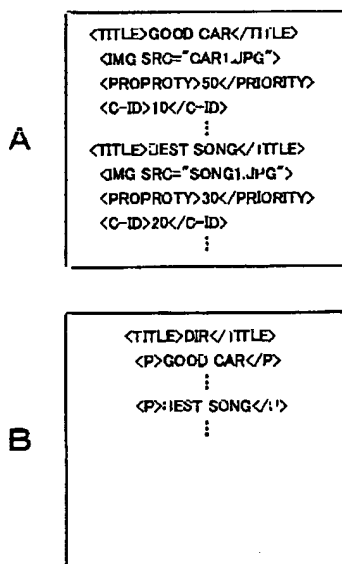 A
<TITLE>GOOD CAR</TITLE>
<IMG SRC="CAR1.JPG">
<PROPROTY>50</PRIORITY>
<C-ID>10</C-ID>
<TITLE>BEST SONG</TITLE>
<IMG SRC="SONG1.JPG">
<PROPROTY>30</PRIORITY>
<C-ID>20</C-ID>
B
<TITLE>DIR</TITLE>
<P>GOOD CAR</P>
<P>BEST SONG</P>